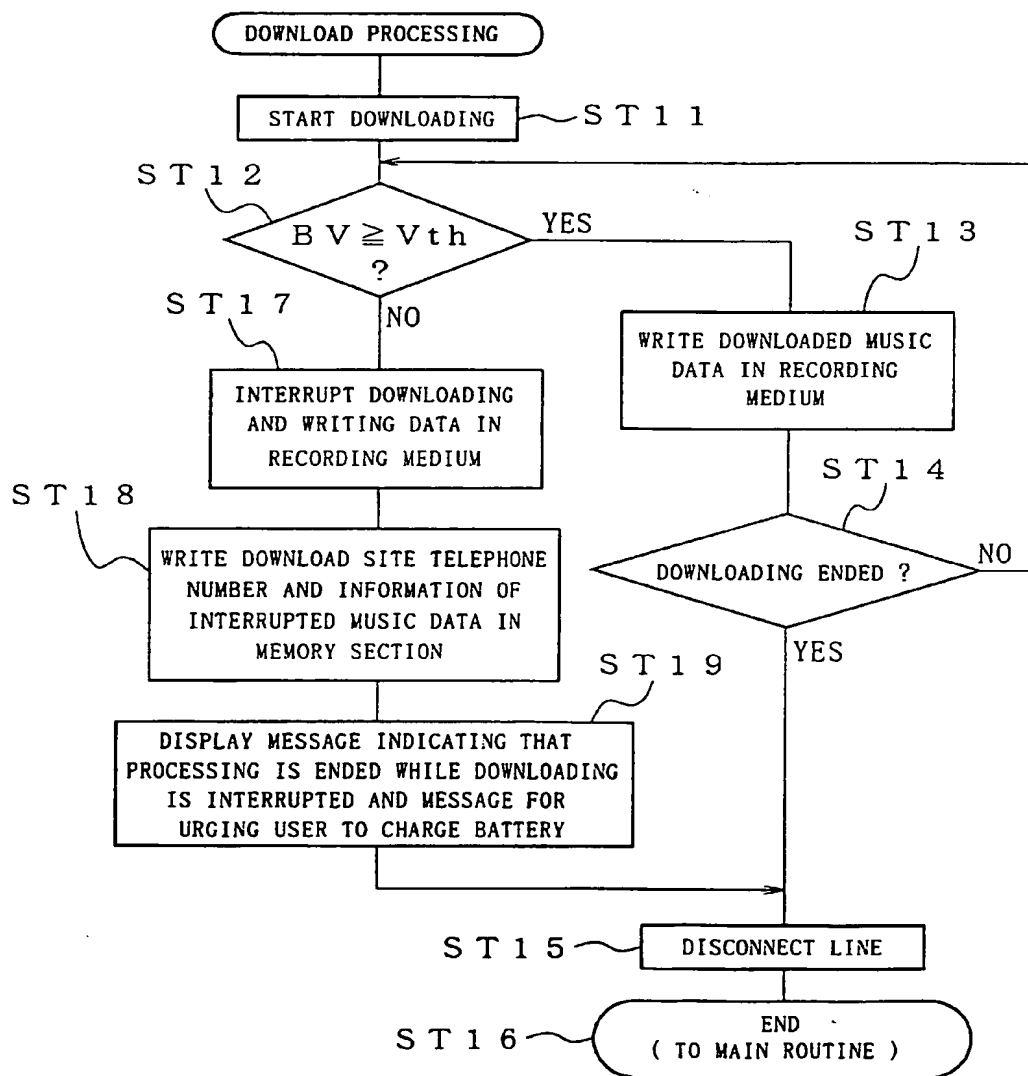 DOWNLOAD PROCESSING
START DOWNLOADING
ST11
ST12
BV≧Vth
?
YES
ST13
ST17
NO
WRITE DOWNLOADED MUSIC
DATA IN RECORDING
MEDIUM
INTERRUPT DOWNLOADING
AND WRITING DATA IN
RECORDING MEDIUM
ST14
ST18
WRITE DOWNLOAD SITE TELEPHONE
NUMBER AND INFORMATION OF
INTERRUPTED MUSIC DATA IN
MEMORY SECTION
DOWNLOADING ENDED ?
NO
YES
ST19
DISPLAY MESSAGE INDICATING THAT
PROCESSING IS ENDED WHILE DOWNLOADING
IS INTERRUPTED AND MESSAGE FOR
URGING USER TO CHARGE BATTERY
ST15
DISCONNECT LINE
ST16
END
( TO MAIN ROUTINE )